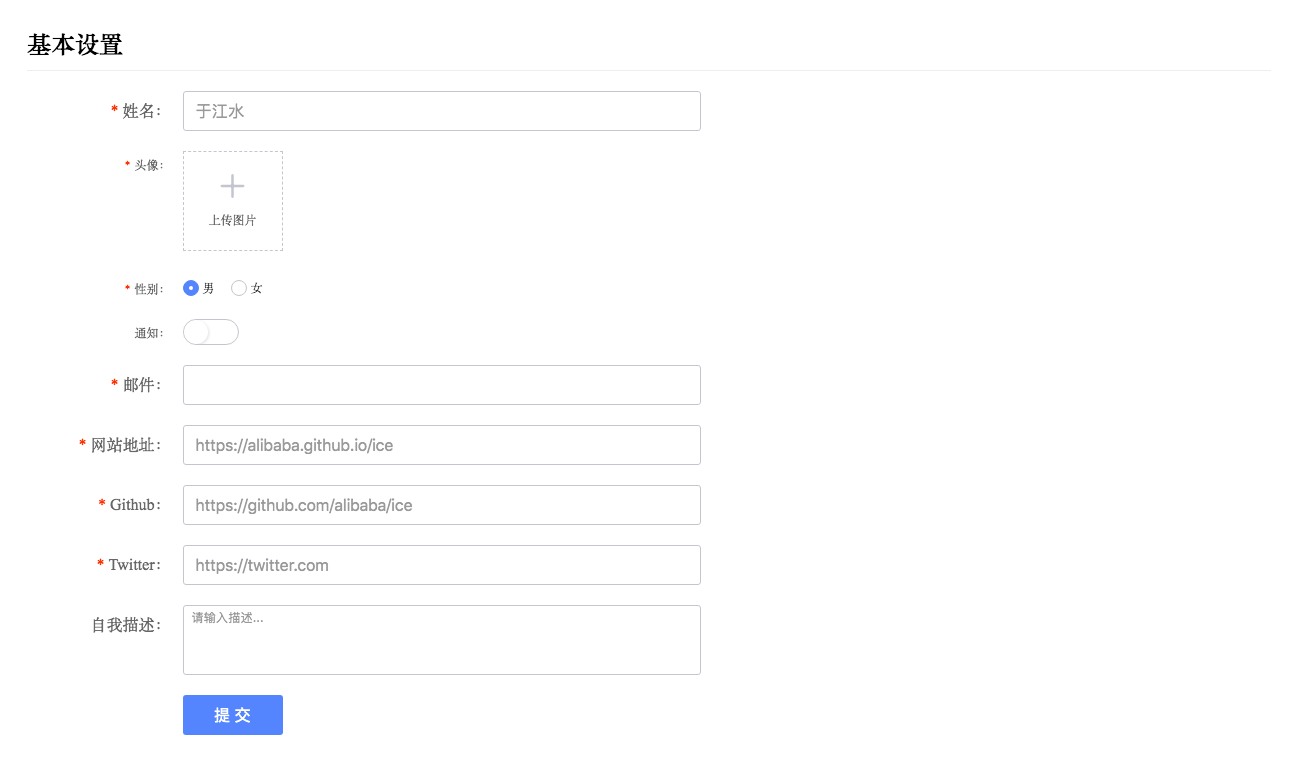 基本设置
* 姓名： 于江水
* 头像：
上传图片
* 性别： 男 女
通知：
* 邮件：
* 网站地址： https://alibaba.github.io/ice
* Github： https://github.com/alibaba/ice
* Twitter： https://twitter.com
自我描述： 请输入描述...
提 交